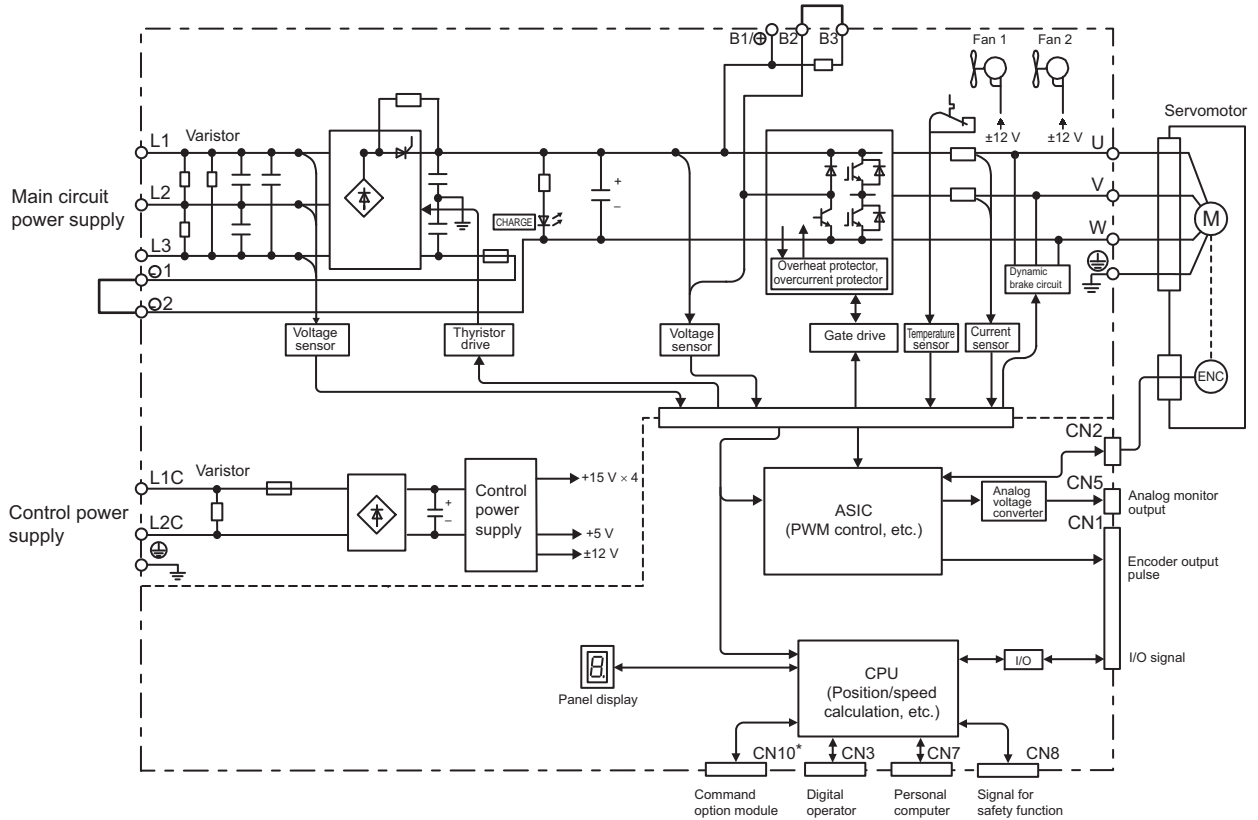 B1/⊕ B2 B3
Fan 1
Fan 2
±12 V
±12 V
Servomotor
L1
Varistor
U
Main circuit
power supply
L2
V
CHARGE
+
–
W
M
L3
⊖1
⊖2
Overheat protector,
overcurrent protector
Dynamic
brake circuit
Voltage
sensor
Thyristor
drive
Voltage
sensor
Gate drive
Temperature
sensor
Current
sensor
ENC
CN2
L1C
Varistor
Control power
supply
L2C
+
–
Control
power
supply
+15 V × 4
+5 V
±12 V
ASIC
(PWM control, etc.)
Analog
voltage
converter
CN5
Analog monitor
output
CN1
Encoder output
pulse
I/O
I/O signal
8.
Panel display
CPU
(Position/speed
calculation, etc.)
CN10*
CN3
CN7
CN8
Command
option module
Digital
operator
Personal
computer
Signal for
safety function